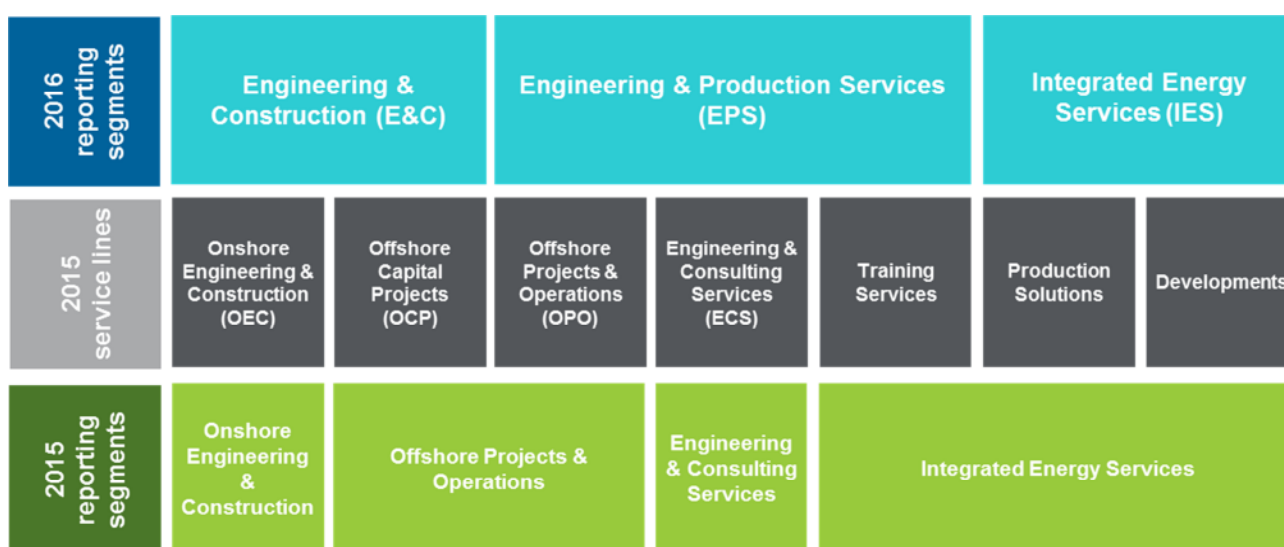 2016
reporting
segments
Engineering &
Construction (E&C)
Engineering & Production Services
(EPS)
Integrated Energy
Services (IES)
2015
service lines
Onshore
Engineering &
Construction
(OEC)
Offshore
Capital
Projects
(OCP)
Offshore
Projects &
Operations
(OPO)
Engineering &
Consulting
Services
(ECS)
Training
Services
Production
Solutions
Developments
2015
reporting
segments
Onshore
Engineering
&
Construction
Offshore Projects &
Operations
Engineering
& Consulting
Services
Integrated Energy Services